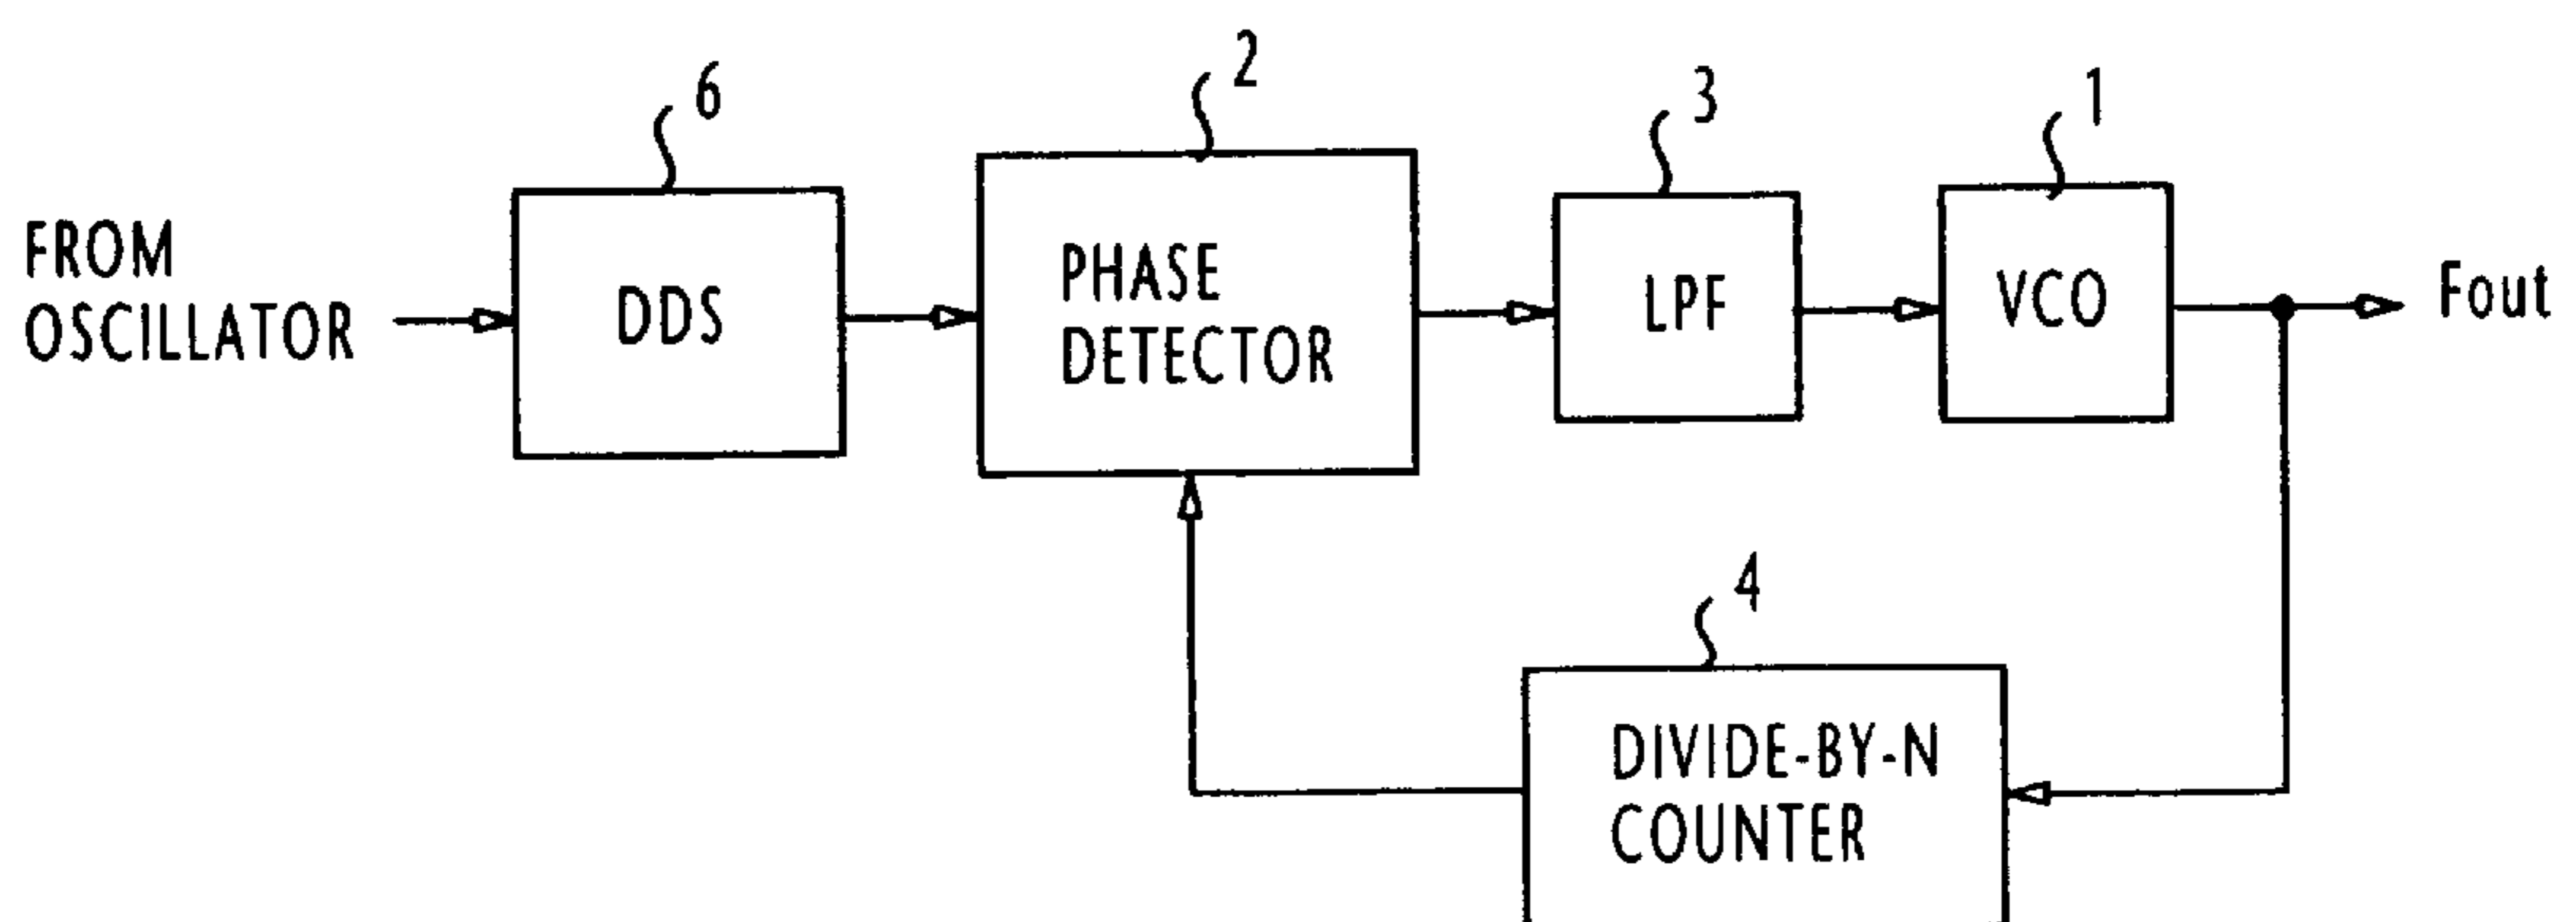 6
2
3
1
FROM
OSCILLATOR
DDS
PHASE
DETECTOR
LPF
VCO
Fout
4
DIVIDE-BY-N
COUNTER